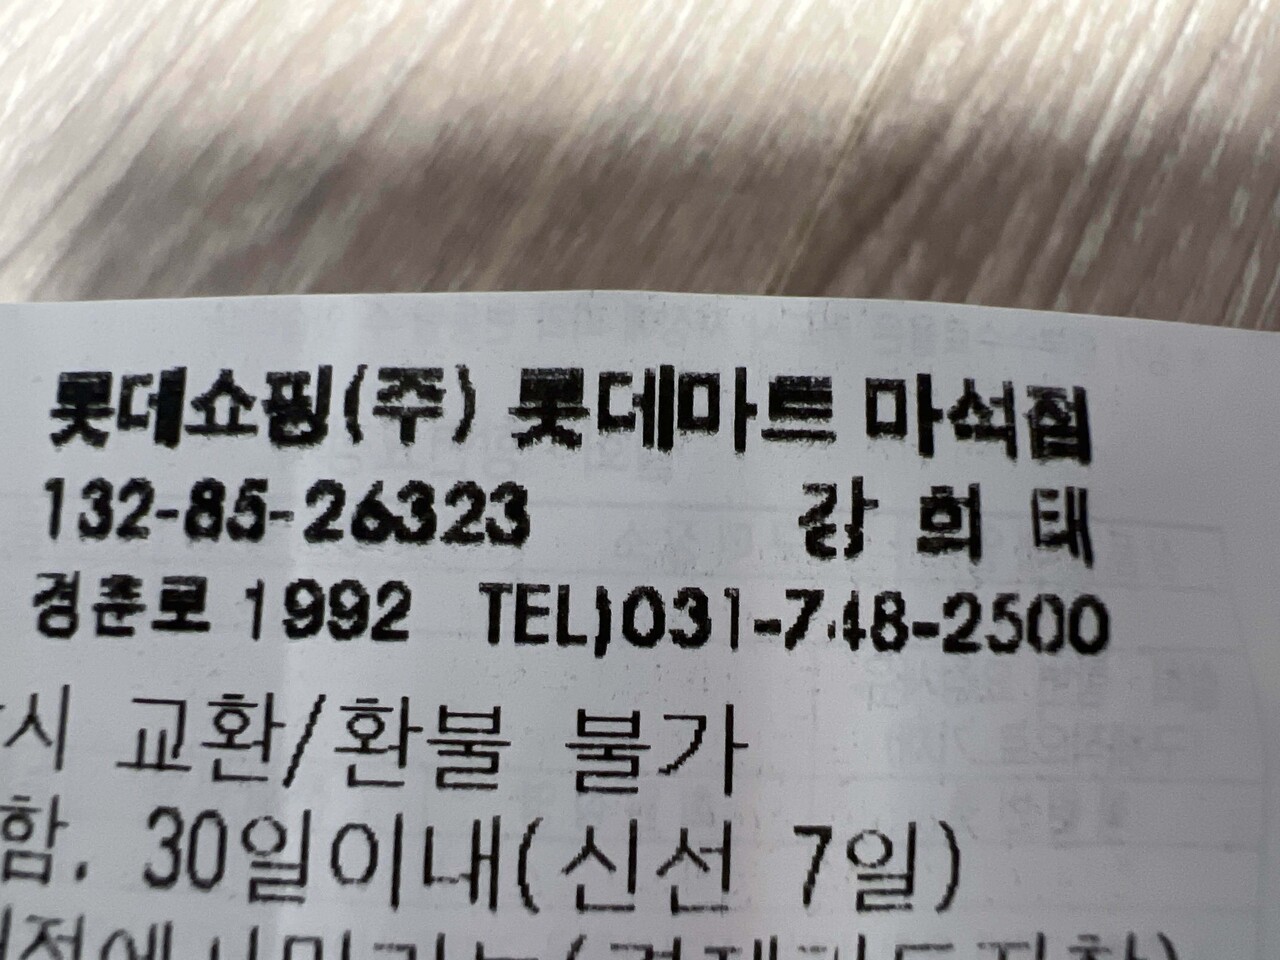 롯데쇼핑(주) 롯데마트 마석점
132-85-26323 강 희 태
경춘로 1992 TEL)031-748-2500
시 교환/환불 불가
함. 30일이내(신선 7일)